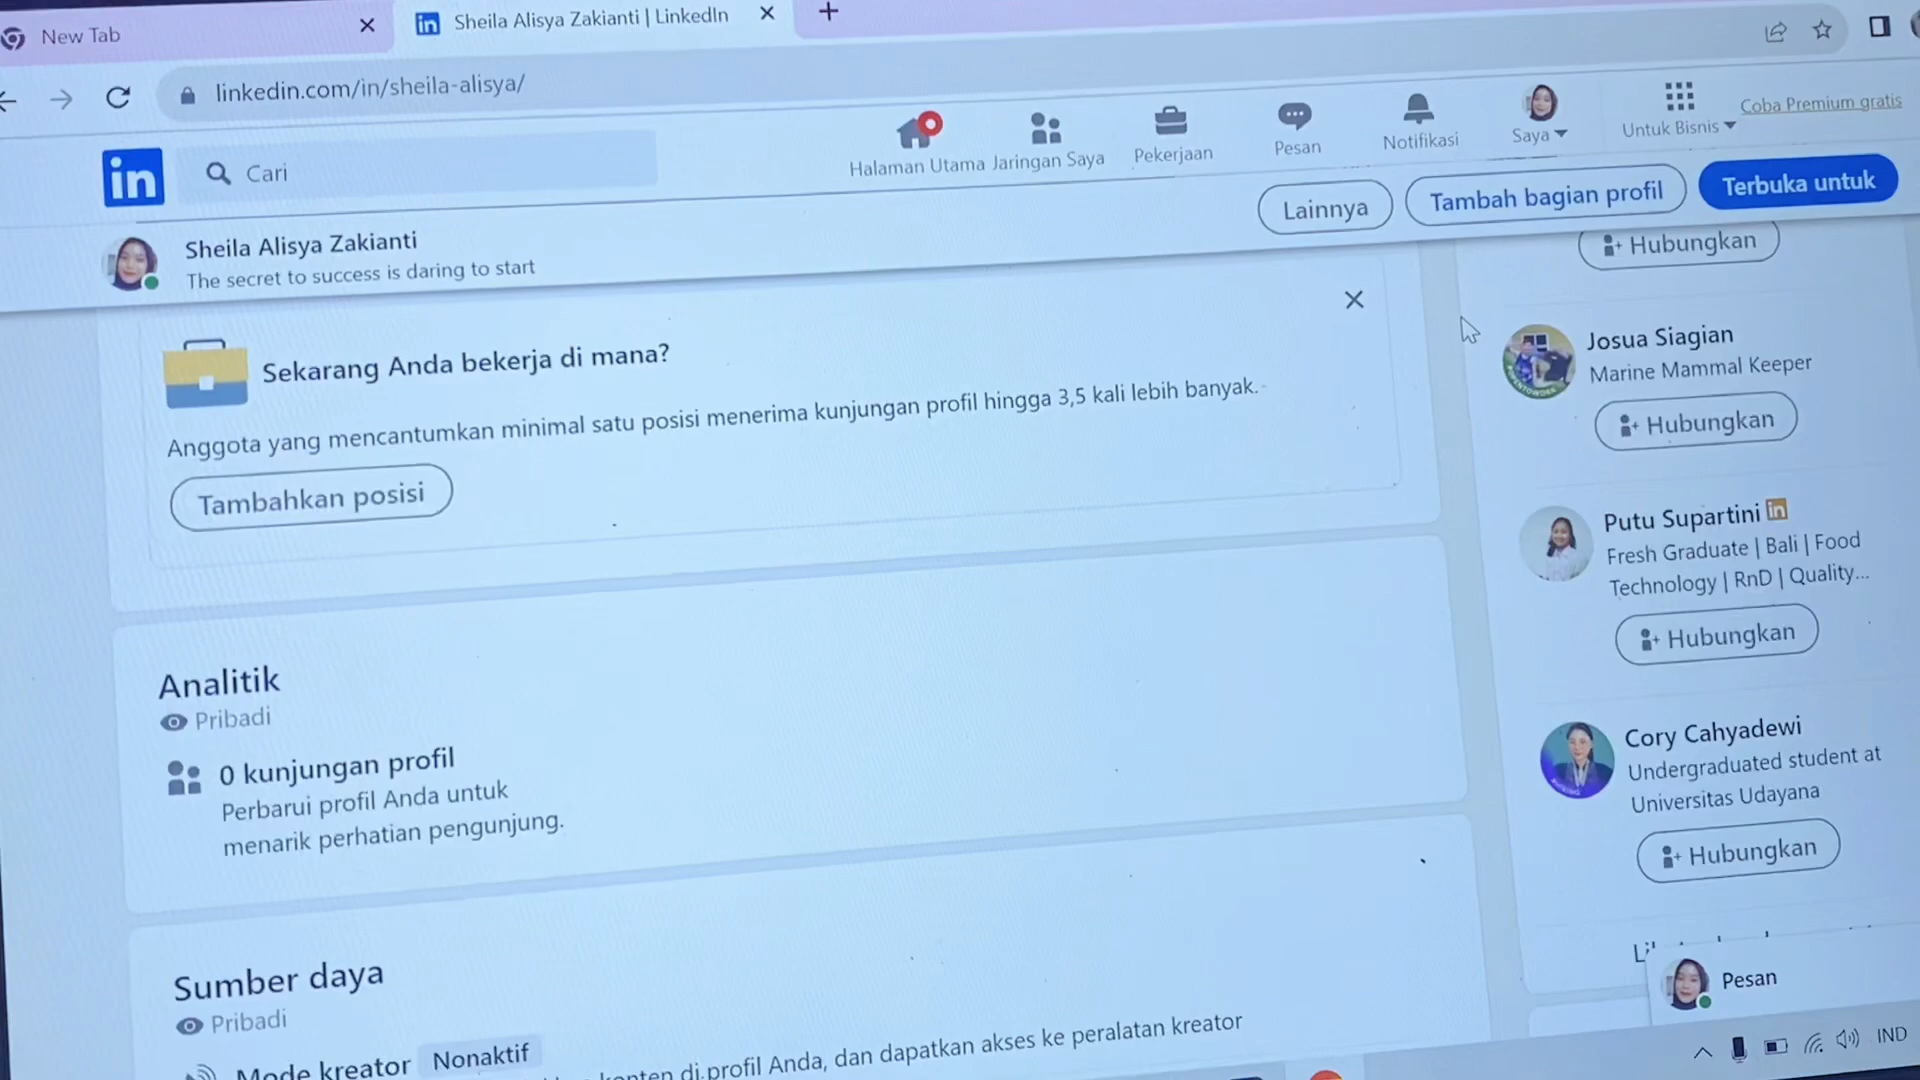 New Tab
Sheila Alisya Zakianti | LinkedIn
linkedin.com/in/sheila-alisya/
in
Cari
Halaman Utama
Jaringan Saya
Pekerjaan
Pesan
Notifikasi
Saya
Untuk Bisnis
Coba Premium gratis
Sheila Alisya Zakianti
The secret to success is daring to start
Lainnya
Tambah bagian profil
Terbuka untuk
Sekarang Anda bekerja di mana?
Anggota yang mencantumkan minimal satu posisi menerima kunjungan profil hingga 3,5 kali lebih banyak.
Tambahkan posisi
Analitik
Pribadi
0 kunjungan profil
Perbarui profil Anda untuk
menarik perhatian pengunjung.
Sumber daya
Pribadi
Mode kreator
Nonaktif
konten di profil Anda, dan dapatkan akses ke peralatan kreator
Hubungkan
Josua Siagian
Marine Mammal Keeper
Hubungkan
Putu Supartini in
Fresh Graduate | Bali | Food
Technology | RnD | Quality...
Hubungkan
Cory Cahyadewi
Undergraduated student at
Universitas Udayana
Hubungkan
Pesan
IND